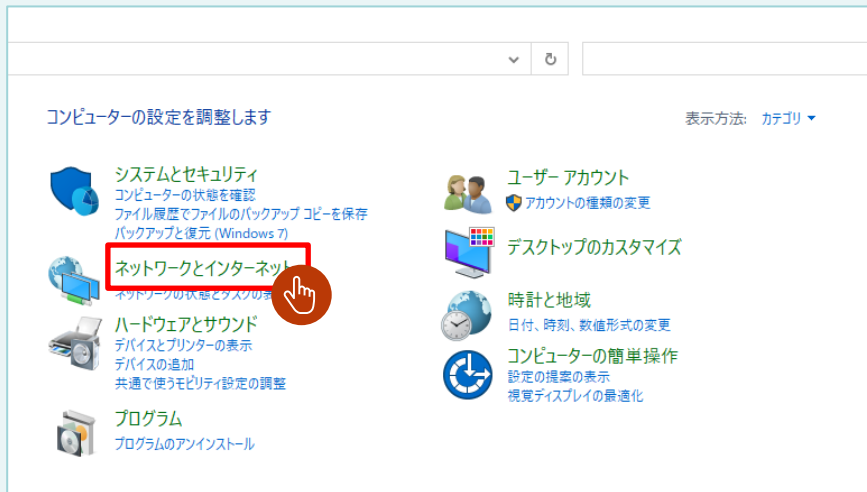 コンピューターの設定を調整します
表示方法: カテゴリ
システムとセキュリティ
コンピューターの状態を確認
ファイル履歴でファイルのバックアップ コピーを保存
バックアップと復元 (Windows 7)
ネットワークとインターネット
ネットワークの状態とタスクの表
ハードウェアとサウンド
デバイスとプリンターの表示
デバイスの追加
共通で使うモビリティ設定の調整
プログラム
プログラムのアンインストール
ユーザー アカウント
アカウントの種類の変更
デスクトップのカスタマイズ
時計と地域
日付、時刻、数値形式の変更
コンピューターの簡単操作
設定の提案の表示
視覚ディスプレイの最適化